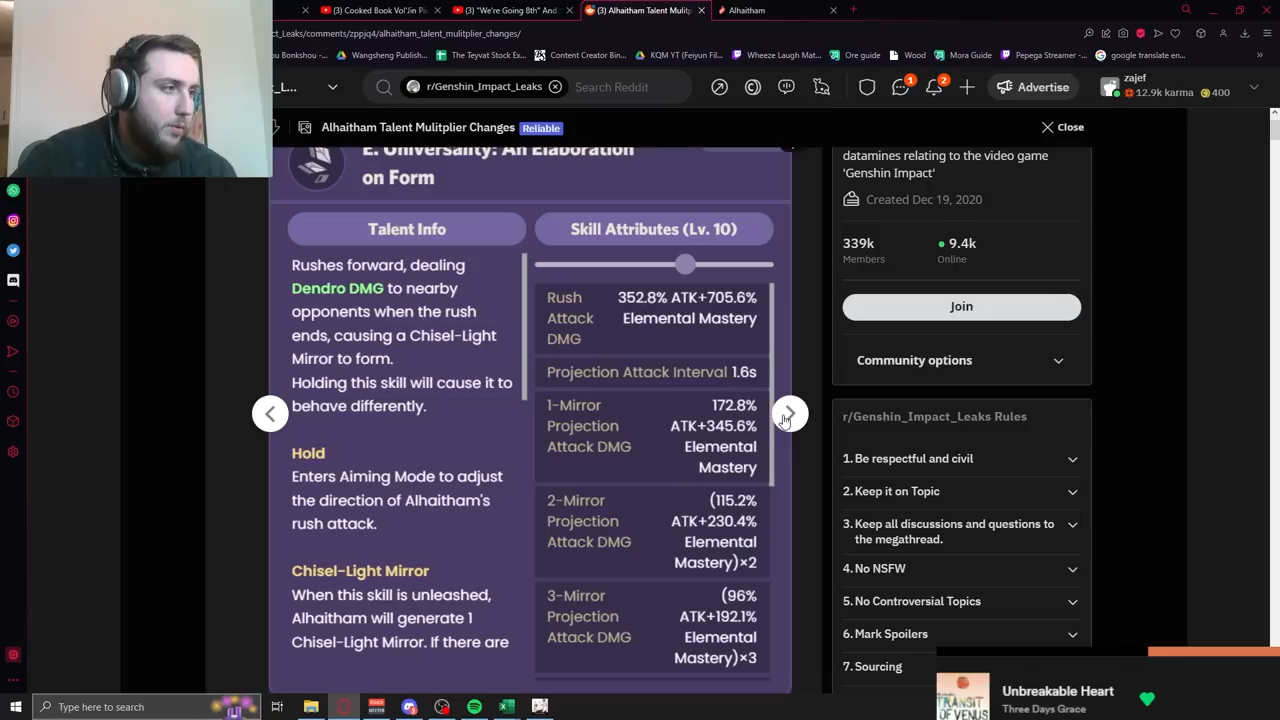 (3) Cooked Book Vol'Jin Pi
(3) "We're Going 8th" And
(3) Alhaitham Talent Mulitp
Alhaitham
ct_Leaks/comments/zppjq4/alhaitham_talent_mulitplier_changes/
Cooked Bonkshou -
Wangsheng Publish...
The Teyvat Stock Ex...
Content Creator Bin...
KQM YT (Feiyun Fil...
Wheeze Laugh Mat...
Ore guide
Wood
Mora Guide
Pepega Streamer -...
google translate en...
t_L...
r/Genshin_Impact_Leaks
Search Reddit
1
2
Advertise
zajef
12.9k karma
400
Alhaitham Talent Mulitplier Changes
Reliable
Close
E. Universality: An Elaboration
on Form
Talent Info
Rushes forward, dealing
Dendro DMG to nearby
opponents when the rush
ends, causing a Chisel-Light
Mirror to form.
Holding this skill will cause it to
behave differently.
Hold
Enters Aiming Mode to adjust
the direction of Alhaitham's
rush attack.
Chisel-Light Mirror
When this skill is unleashed,
Alhaitham will generate 1
Chisel-Light Mirror. If there are
Skill Attributes (Lv. 10)
Rush 352.8% ATK+705.6%
Attack Elemental Mastery
DMG
Projection Attack Interval 1.6s
1-Mirror 172.8%
Projection ATK+345.6%
Attack DMG Elemental
Mastery
2-Mirror (115.2%
Projection ATK+230.4%
Attack DMG Elemental
Mastery)×2
3-Mirror (96%
Projection ATK+192.1%
Attack DMG Elemental
Mastery)×3
datamines relating to the video game
'Genshin Impact'
Created Dec 19, 2020
339k
Members
9.4k
Online
Join
Community options
r/Genshin_Impact_Leaks Rules
1. Be respectful and civil
2. Keep it on Topic
3. Keep all discussions and questions to
the megathread.
4. No NSFW
5. No Controversial Topics
6. Mark Spoilers
7. Sourcing
TRANSIT
OF VENUS
Unbreakable Heart
Three Days Grace
Type here to search